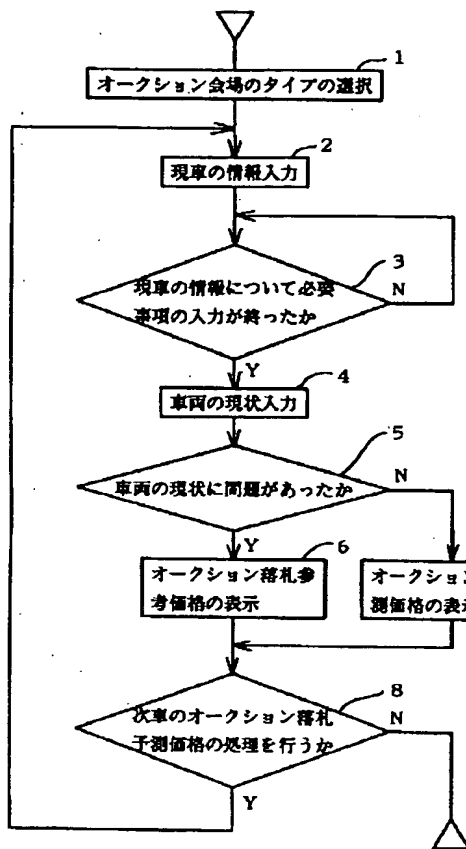 1
オークション会場のタイプの選択
2
現車の情報入力
3
現車の情報について必要
事項の入力が終ったか
N
Y
4
車両の現状入力
5
車両の現状に問題があったか
N
Y
6
オークション落札参
考価格の表示
オークション
測価格の表示
8
次車のオークション落札
予測価格の処理を行うか
N
Y